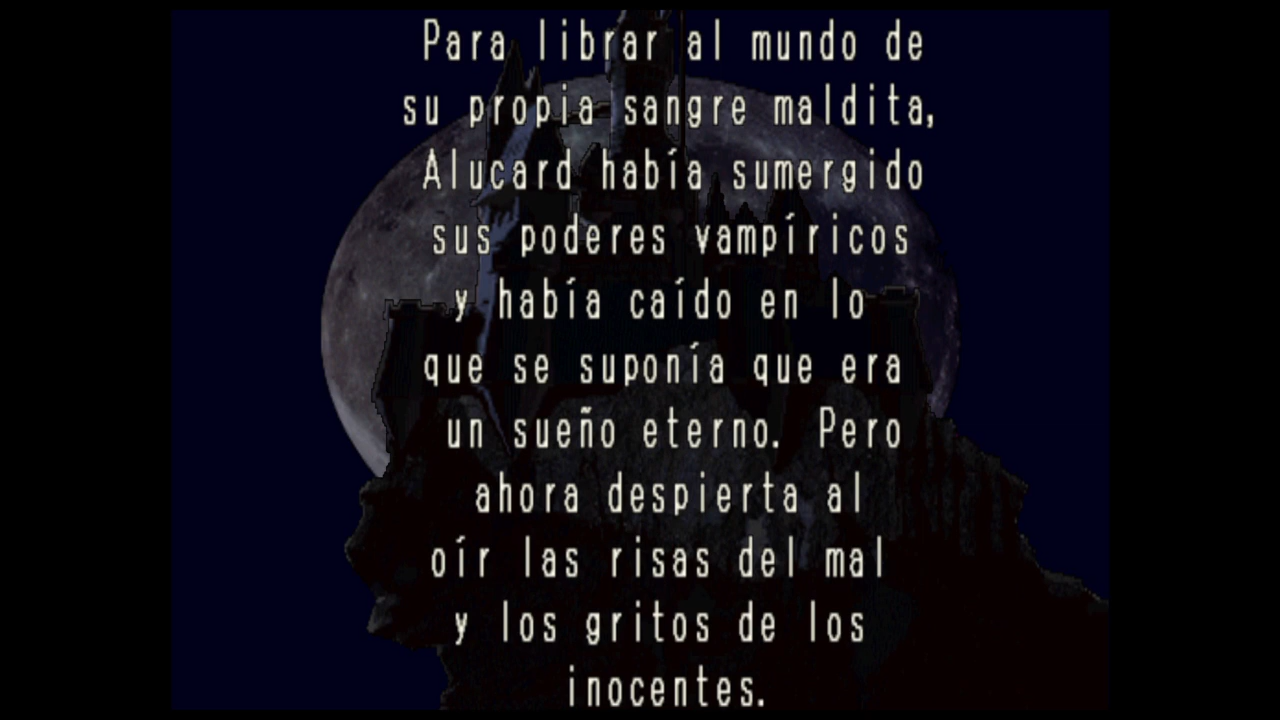 Para librar al mundo de
su propia sangre maldita,
Alucard había sumergido
sus poderes vampíricos
y había caído en lo
que se suponía que era
un sueño eterno. Pero
ahora despierta al
oír las risas del mal
y los gritos de los
inocentes.